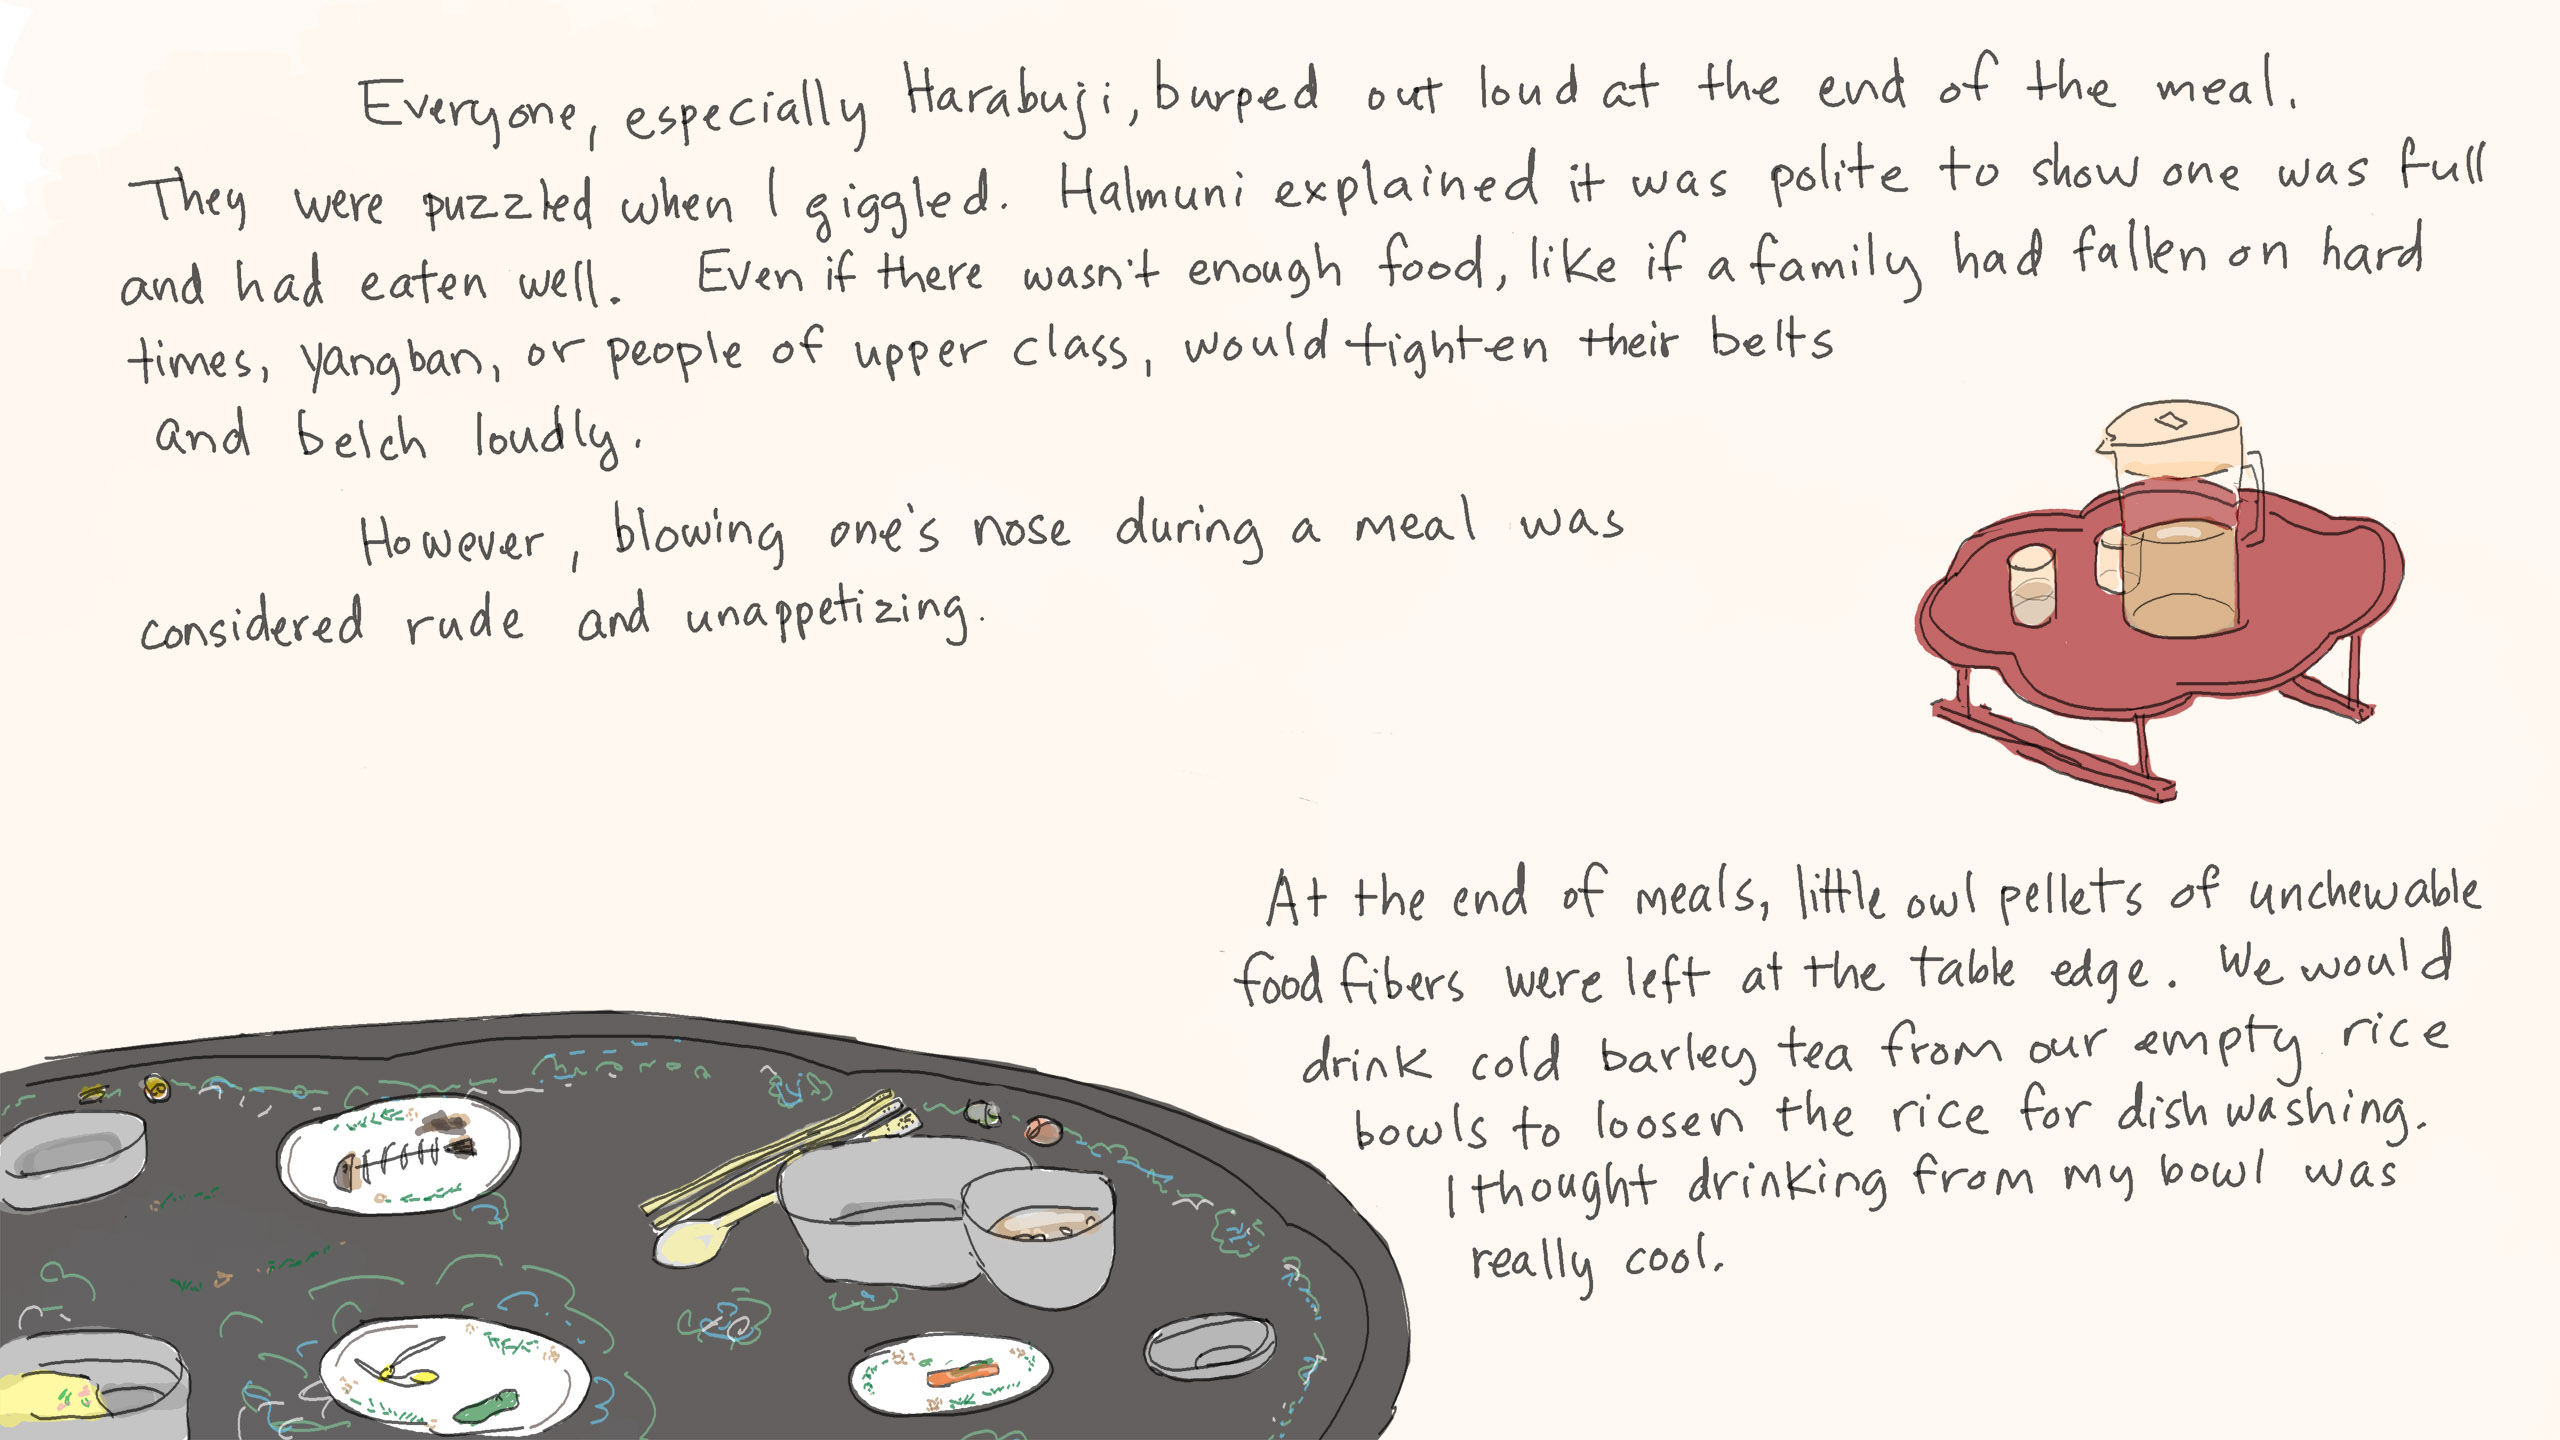 Everyone, especially Harabuji, burped out loud at the end of the meal.
They were puzzled when I giggled. Halmuni explained it was polite to show one was full
and had eaten well. Even if there wasn't enough food, like if a family had fallen on hard
times, yangban, or people of upper class, would tighten their belts
and belch loudly.
However, blowing one's nose during a meal was
considered rude and unappetizing.
At the end of meals, little owl pellets of unchewable
food fibers were left at the table edge. We would
drink cold barley tea from our empty rice
bowls to loosen the rice for dish washing.
I thought drinking from my bowl was
really cool.